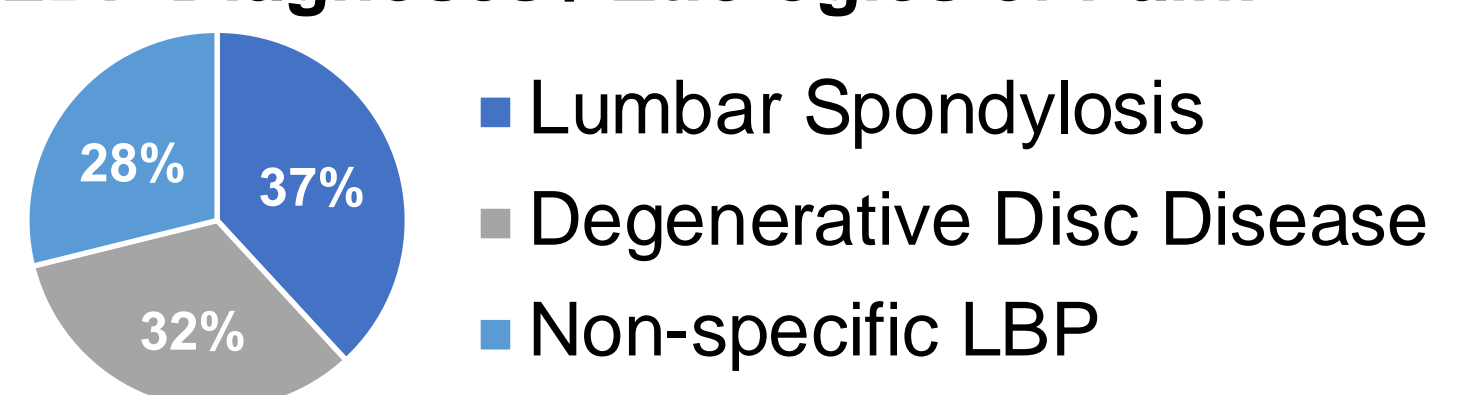 28%
37%
32%
Lumbar Spondylosis
Degenerative Disc Disease
Non-specific LBP